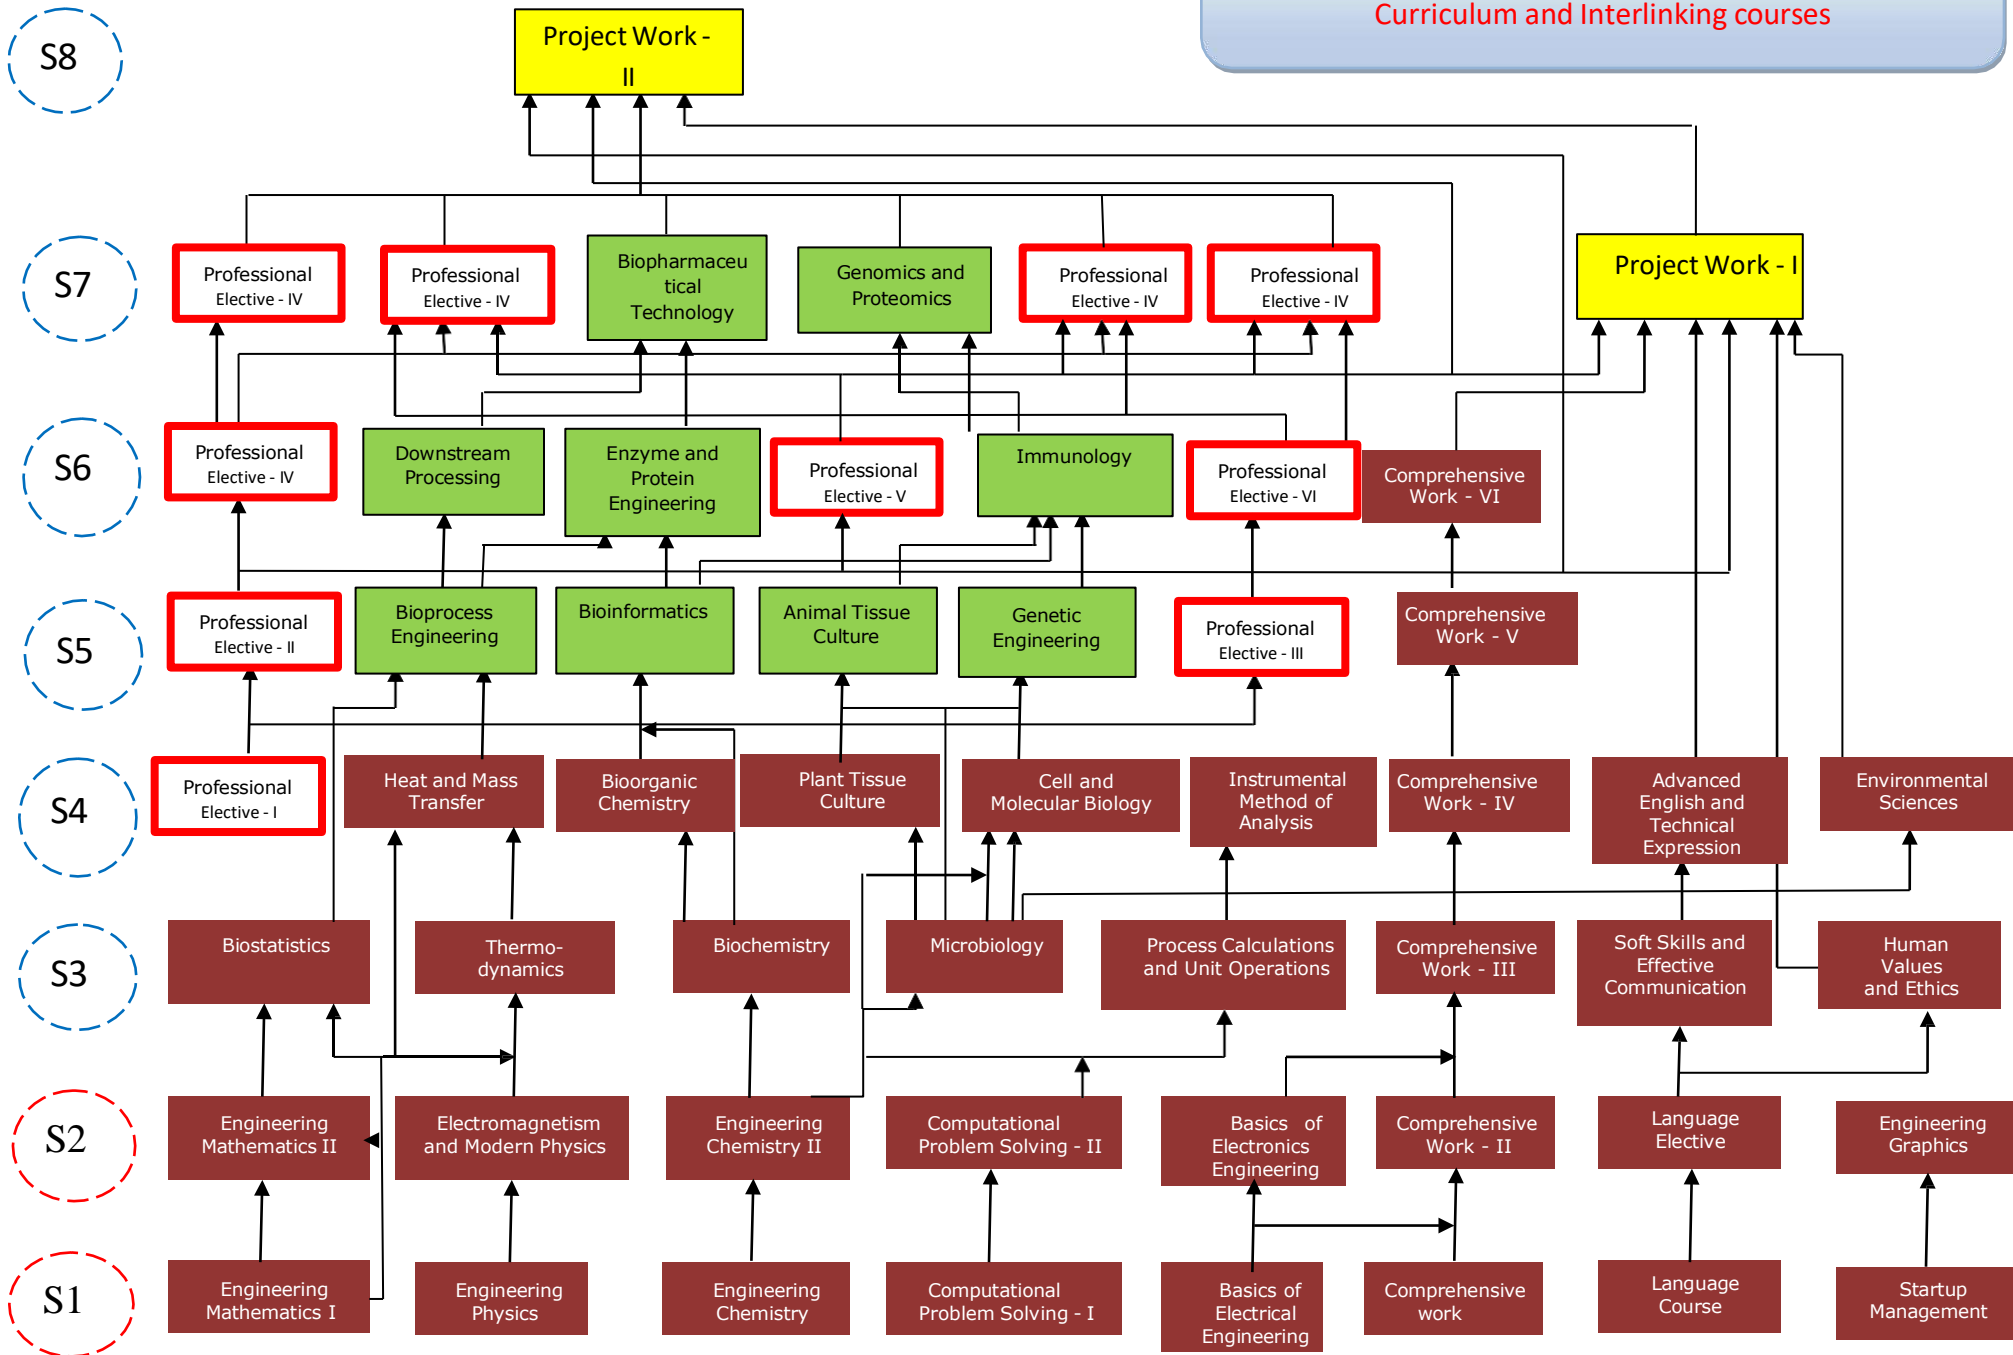 Curriculum and Interlinking courses
S8
Project Work -
II
S7
Professional
Elective - IV
Professional
Elective - IV
Biopharmaceu
tical
Technology
Genomics and
Proteomics
Professional
Elective - IV
Professional
Elective - IV
Project Work - I
S6
Professional
Elective - IV
Downstream
Processing
Enzyme and
Protein
Engineering
Professional
Elective - V
Immunology
Professional
Elective - VI
Comprehensive
Work - VI
S5
Professional
Elective - II
Bioprocess
Engineering
Bioinformatics
Animal Tissue
Culture
Genetic
Engineering
Professional
Elective - III
Comprehensive
Work - V
S4
Professional
Elective - I
Heat and Mass
Transfer
Bioorganic
Chemistry
Plant Tissue
Culture
Cell and
Molecular Biology
Instrumental
Method of
Analysis
Comprehensive
Work - IV
Advanced
English and
Technical
Expression
Environmental
Sciences
S3
Biostatistics
Thermo-
dynamics
Biochemistry
Microbiology
Process Calculations
and Unit Operations
Comprehensive
Work - III
Soft Skills and
Effective
Communication
Human
Values
and Ethics
S2
Engineering
Mathematics II
Electromagnetism
and Modern Physics
Engineering
Chemistry II
Computational
Problem Solving - II
Basics of
Electronics
Engineering
Comprehensive
Work - II
Language
Elective
Engineering
Graphics
S1
Engineering
Mathematics I
Engineering
Physics
Engineering
Chemistry
Computational
Problem Solving - I
Basics of
Electrical
Engineering
Comprehensive
work
Language
Course
Startup
Management